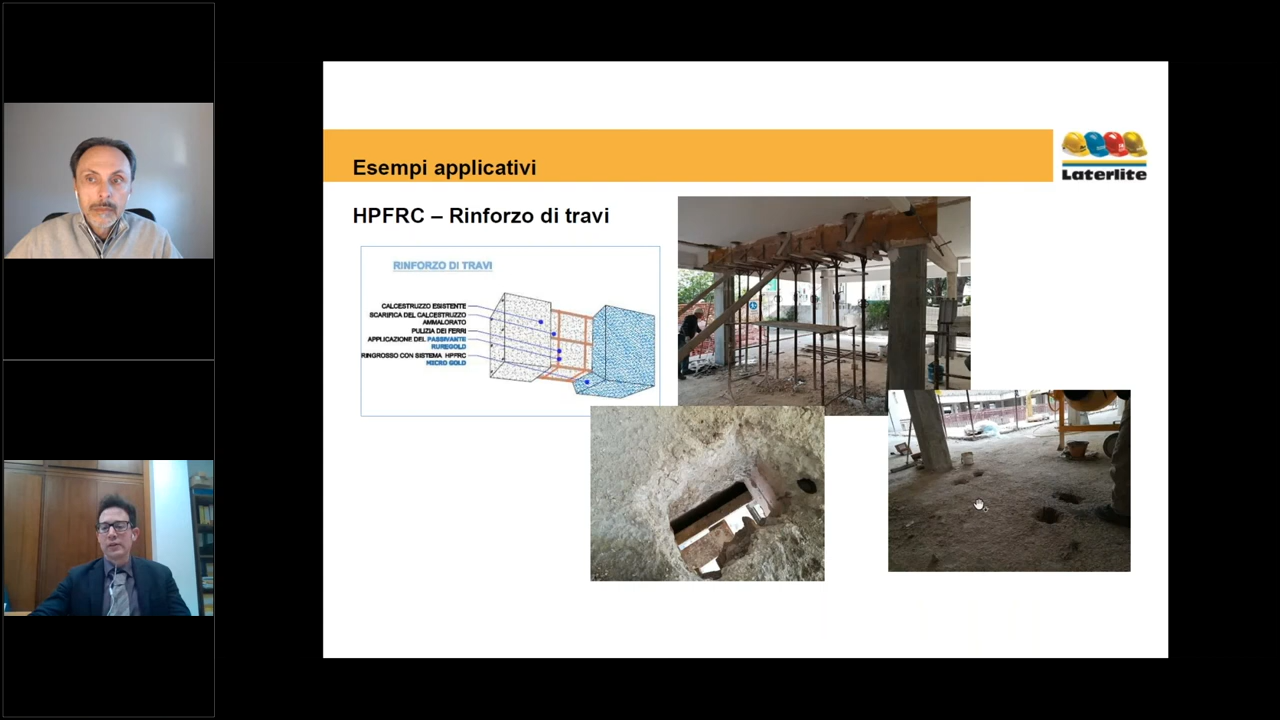 Esempi applicativi
Laterlite
HPFRC – Rinforzo di travi
RINFORZO DI TRAVI
CALCESTRUZZO ESISTENTE
SCARIFICA DEL CALCESTRUZZO
AMMALORATO
PULIZIA DEI FERRI
APPLICAZIONE DEL PASSIVANTE
RUREGOLD
RINGROSSO CON SISTEMA HPFRC
MICRO GOLD